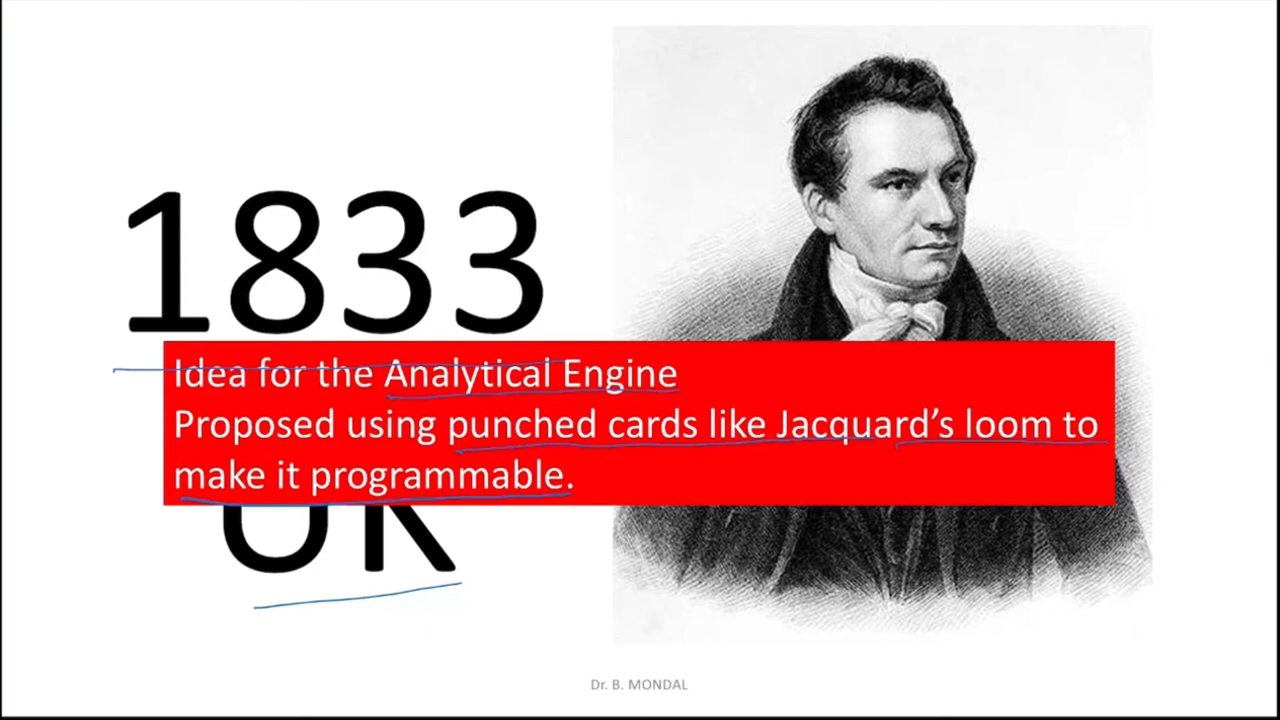 1833
Idea for the Analytical Engine
Proposed using punched cards like Jacquard’s loom to
make it programmable.
UK
Dr. B. MONDAL